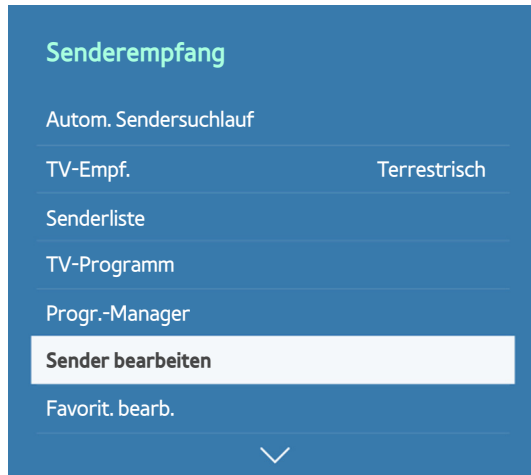 Senderempfang
Autom. Sendersuchlauf
TV-Empf. Terrestrisch
Senderliste
TV-Programm
Progr.-Manager
Sender bearbeiten
Favorit. bearb.